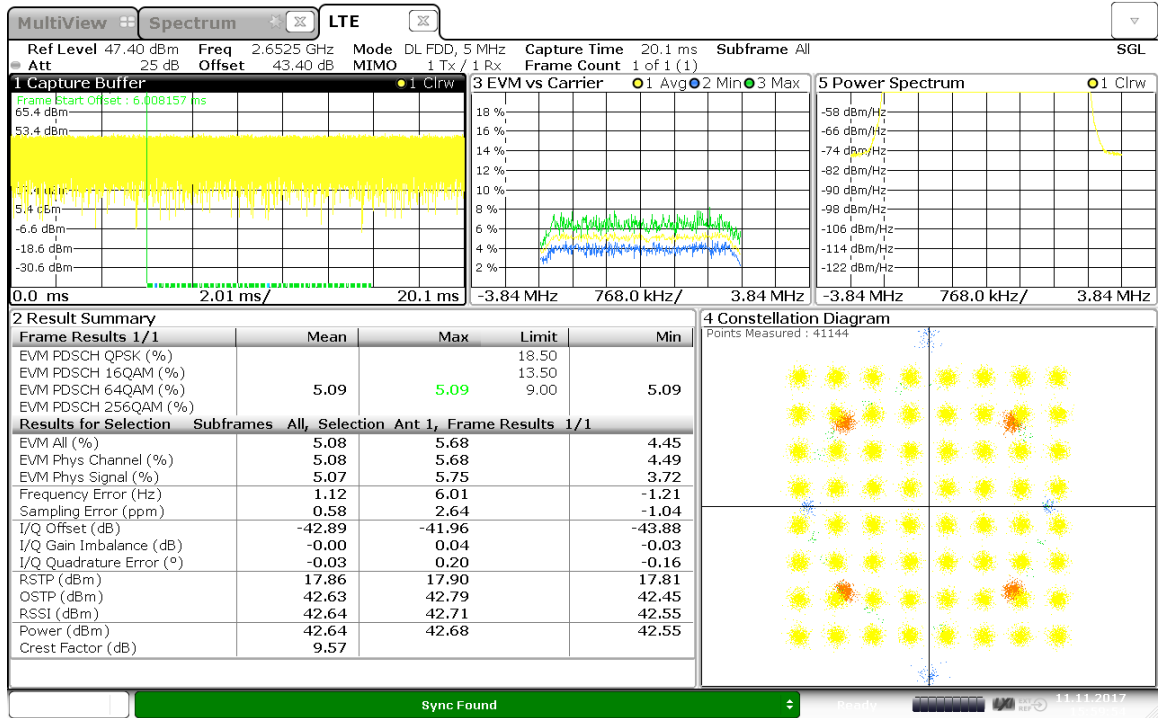 MultiView
Spectrum
LTE
Ref Level 47.40 dBm Freq 2.6525 GHz Mode DL FDD, 5 MHz Capture Time 20.1 ms Subframe All SGL
Att 25 dB Offset 43.40 dB MIMO 1 Tx / 1 Rx Frame Count 1 of 1 (1)
1 Capture Buffer 1 Clrw
Frame Start Offset : 6.008157 ms
65.4 dBm
53.4 dBm
5.4 dBm
-6.6 dBm
-18.6 dBm
-30.6 dBm
0.0 ms 2.01 ms/ 20.1 ms
3 EVM vs Carrier 1 Avg 2 Min 3 Max
18 %
16 %
14 %
12 %
10 %
8 %
6 %
4 %
2 %
-3.84 MHz 768.0 kHz/ 3.84 MHz
5 Power Spectrum 1 Clrw
-58 dBm/Hz
-66 dBm/Hz
-74 dBm/Hz
-82 dBm/Hz
-90 dBm/Hz
-98 dBm/Hz
-106 dBm/Hz
-114 dBm/Hz
-122 dBm/Hz
-3.84 MHz 768.0 kHz/ 3.84 MHz
2 Result Summary
Frame Results 1/1 Mean Max Limit Min
EVM PDSCH QPSK (%) 18.50
EVM PDSCH 16QAM (%) 13.50
EVM PDSCH 64QAM (%) 5.09 5.09 9.00 5.09
EVM PDSCH 256QAM (%)
Results for Selection Subframes All, Selection Ant 1, Frame Results 1/1
EVM All (%) 5.08 5.68 4.45
EVM Phys Channel (%) 5.08 5.68 4.49
EVM Phys Signal (%) 5.07 5.75 3.72
Frequency Error (Hz) 1.12 6.01 -1.21
Sampling Error (ppm) 0.58 2.64 -1.04
I/Q Offset (dB) -42.89 -41.96 -43.88
I/Q Gain Imbalance (dB) -0.00 0.04 -0.03
I/Q Quadrature Error (°) -0.03 0.20 -0.16
RSTP (dBm) 17.86 17.90 17.81
OSTP (dBm) 42.63 42.79 42.45
RSSI (dBm) 42.64 42.71 42.55
Power (dBm) 42.64 42.68 42.55
Crest Factor (dB) 9.57
4 Constellation Diagram
Points Measured : 41144
Sync Found
Ready
11.11.2017